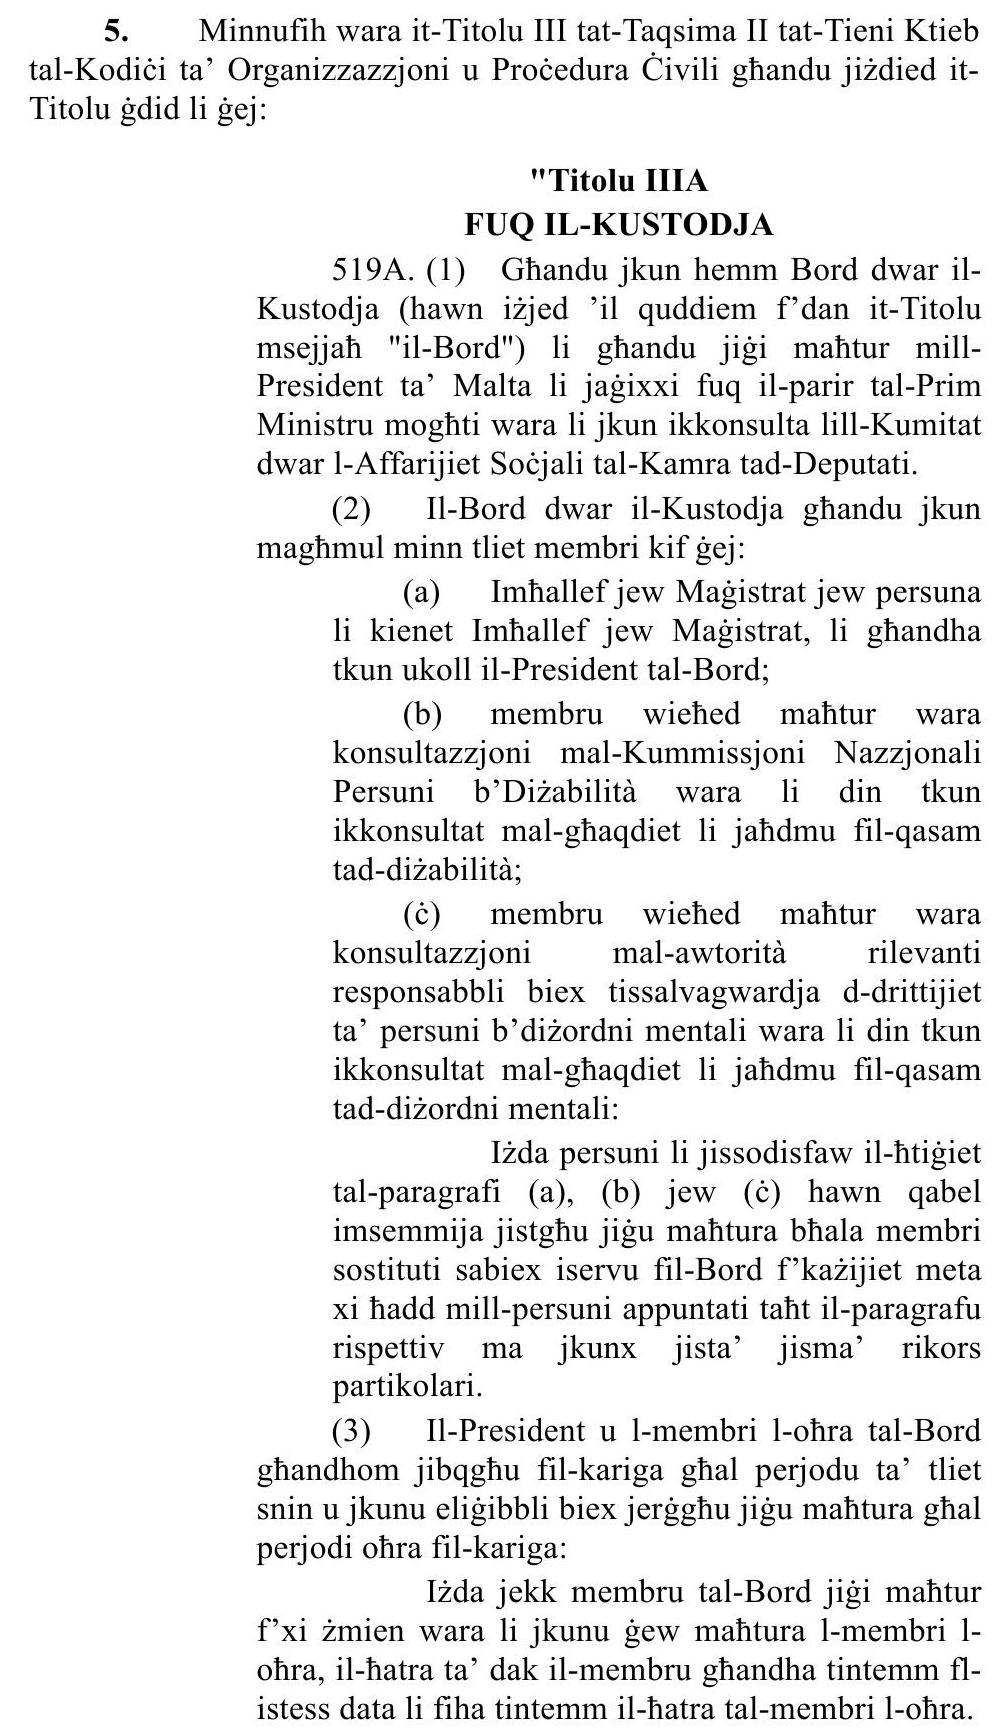 5. Minnufih wara it-Titolu III tat-Taqsima II tat-Tieni Ktieb
tal-Kodiċi ta’ Organizzazzjoni u Proċedura Ċivili għandu jiżdied it-
Titolu ġdid li ġej:
"Titolu IIIA
FUQ IL-KUSTODJA
519A. (1) Għandu jkun hemm Bord dwar il-
Kustodja (hawn iżjed ’il quddiem f’dan it-Titolu
msejjaħ "il-Bord") li għandu jiġi maħtur mill-
President ta’ Malta li jaġixxi fuq il-parir tal-Prim
Ministru mogħti wara li jkun ikkonsulta lill-Kumitat
dwar l-Affarijiet Soċjali tal-Kamra tad-Deputati.
(2) Il-Bord dwar il-Kustodja għandu jkun
magħmul minn tliet membri kif ġej:
(a) Imħallef jew Maġistrat jew persuna
li kienet Imħallef jew Maġistrat, li għandha
tkun ukoll il-President tal-Bord;
(b) membru wieħed maħtur wara
konsultazzjoni mal-Kummissjoni Nazzjonali
Persuni b’Diżabilità wara li din tkun
ikkonsultat mal-għaqdiet li jaħdmu fil-qasam
tad-diżabilità;
(ċ) membru wieħed maħtur wara
konsultazzjoni mal-awtorità rilevanti
responsabbli biex tissalvagwardja d-drittijiet
ta’ persuni b’diżordni mentali wara li din tkun
ikkonsultat mal-għaqdiet li jaħdmu fil-qasam
tad-diżordni mentali:
Iżda persuni li jissodisfaw il-ħtiġiet
tal-paragrafi (a), (b) jew (ċ) hawn qabel
imsemmija jistgħu jiġu maħtura bħala membri
sostituti sabiex iservu fil-Bord f’każijiet meta
xi ħadd mill-persuni appuntati taħt il-paragrafu
rispettiv ma jkunx jista’ jisma’ rikors
partikolari.
(3) Il-President u l-membri l-oħra tal-Bord
għandhom jibqgħu fil-kariga għal perjodu ta’ tliet
snin u jkunu eliġibbli biex jerġgħu jiġu maħtura għal
perjodi oħra fil-kariga:
Iżda jekk membru tal-Bord jiġi maħtur
f’xi żmien wara li jkunu ġew maħtura l-membri l-
oħra, il-ħatra ta’ dak il-membru għandha tintemm fl-
istess data li fiha tintemm il-ħatra tal-membri l-oħra.